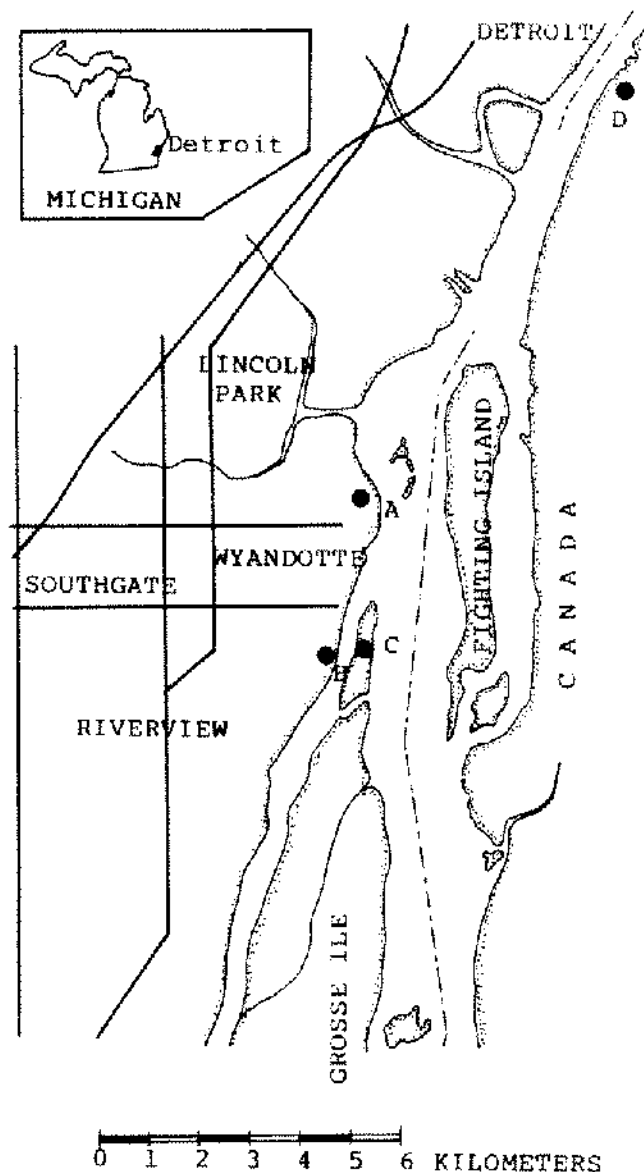 DETROIT
Detroit
MICHIGAN
D
LINCOLN
PARK
A
WYANDOTTE
SOUTHGATE
FIGHTING ISLAND
CANADA
C
B
RIVERVIEW
GROSSE ILE
0 1 2 3 4 5 6 KILOMETERS